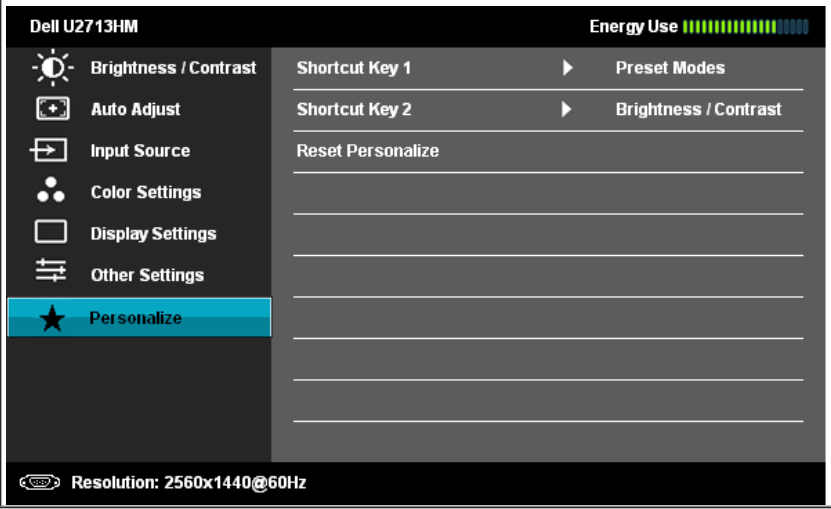 Dell U2713HM Energy Use
Brightness / Contrast Shortcut Key 1 Preset Modes
Auto Adjust Shortcut Key 2 Brightness / Contrast
Input Source Reset Personalize
Color Settings
Display Settings
Other Settings
Personalize
Resolution: 2560x1440@60Hz